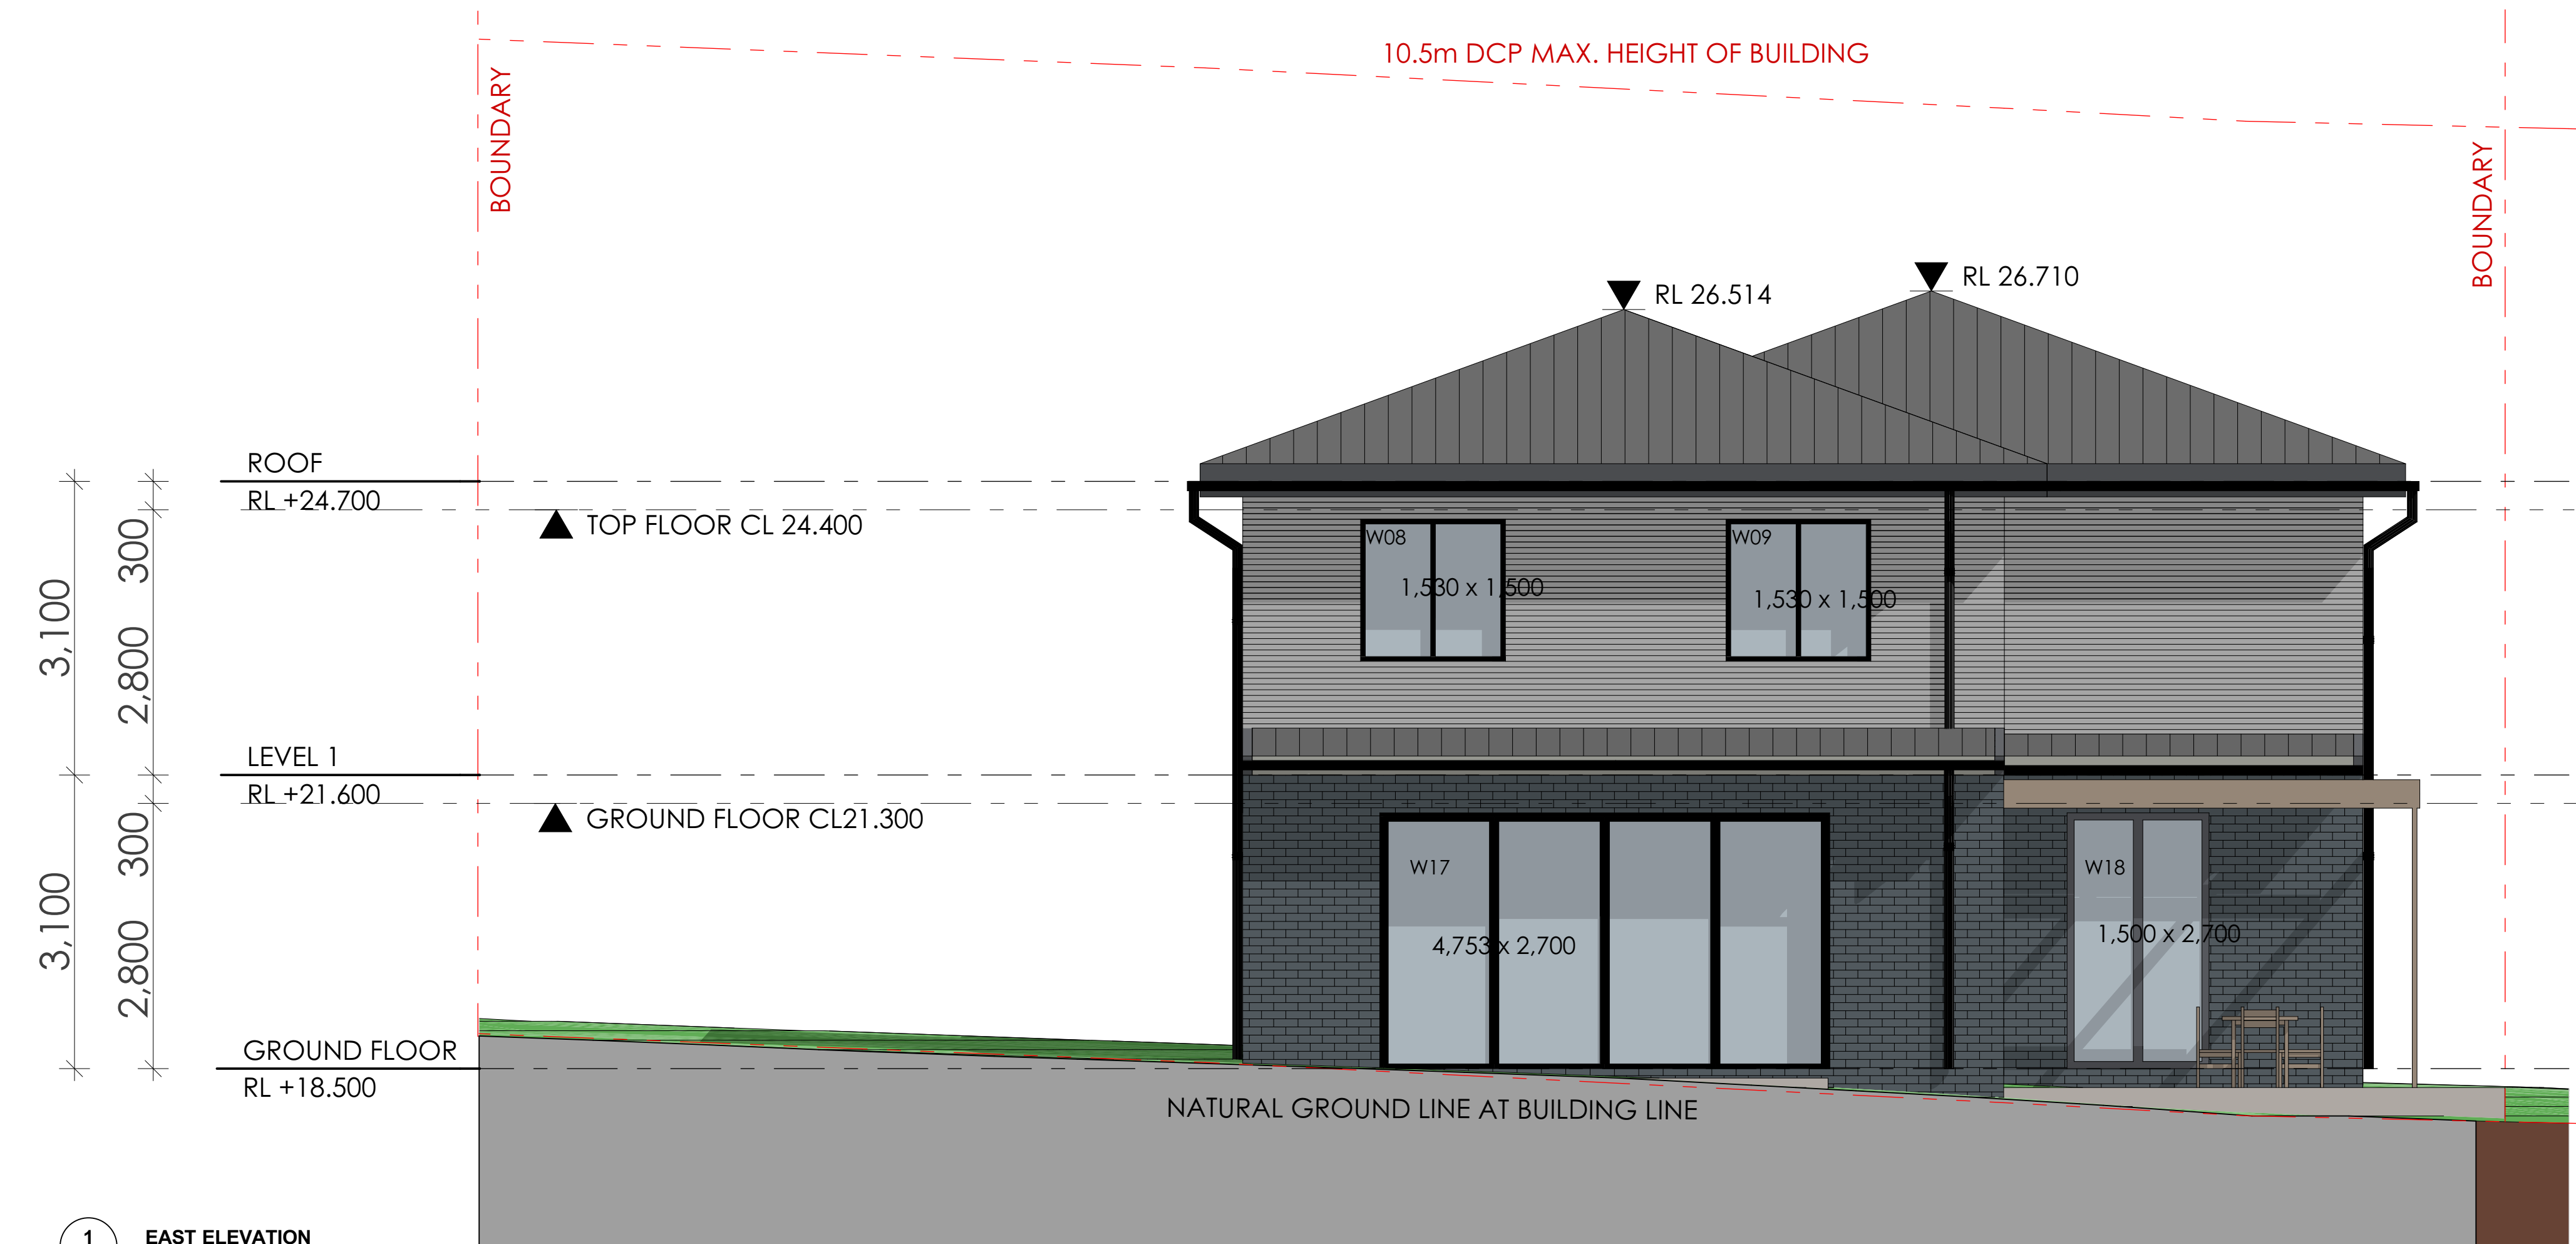 10.5m DCP MAX. HEIGHT OF BUILDING
BOUNDARY
BOUNDARY
RL 26.514
RL 26.710
ROOF
RL +24.700
TOP FLOOR CL 24.400
3,100
300
2,800
W08
1,530 x 1,500
W09
1,530 x 1,500
LEVEL 1
RL +21.600
GROUND FLOOR CL21.300
3,100
300
2,800
W17
4,753 x 2,700
W18
1,500 x 2,700
GROUND FLOOR
RL +18.500
NATURAL GROUND LINE AT BUILDING LINE
1
EAST ELEVATION